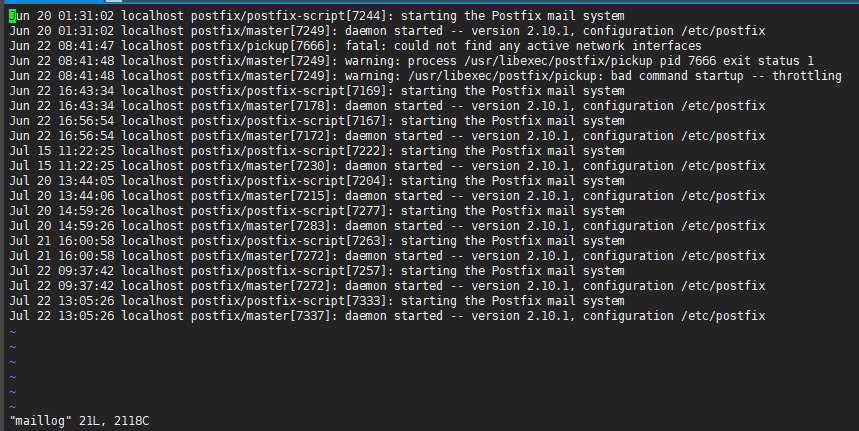 Jun 20 01:31:02 localhost postfix/postfix-script[7244]: starting the Postfix mail system
Jun 20 01:31:02 localhost postfix/master[7249]: daemon started -- version 2.10.1, configuration /etc/postfix
Jun 22 08:41:47 localhost postfix/pickup[7666]: fatal: could not find any active network interfaces
Jun 22 08:41:48 localhost postfix/master[7249]: warning: process /usr/libexec/postfix/pickup pid 7666 exit status 1
Jun 22 08:41:48 localhost postfix/master[7249]: warning: /usr/libexec/postfix/pickup: bad command startup -- throttling
Jun 22 16:43:34 localhost postfix/postfix-script[7169]: starting the Postfix mail system
Jun 22 16:43:34 localhost postfix/master[7178]: daemon started -- version 2.10.1, configuration /etc/postfix
Jun 22 16:56:54 localhost postfix/postfix-script[7167]: starting the Postfix mail system
Jun 22 16:56:54 localhost postfix/master[7172]: daemon started -- version 2.10.1, configuration /etc/postfix
Jul 15 11:22:25 localhost postfix/postfix-script[7222]: starting the Postfix mail system
Jul 15 11:22:25 localhost postfix/master[7230]: daemon started -- version 2.10.1, configuration /etc/postfix
Jul 20 13:44:05 localhost postfix/postfix-script[7204]: starting the Postfix mail system
Jul 20 13:44:06 localhost postfix/master[7215]: daemon started -- version 2.10.1, configuration /etc/postfix
Jul 20 14:59:26 localhost postfix/postfix-script[7277]: starting the Postfix mail system
Jul 20 14:59:26 localhost postfix/master[7283]: daemon started -- version 2.10.1, configuration /etc/postfix
Jul 21 16:00:58 localhost postfix/postfix-script[7263]: starting the Postfix mail system
Jul 21 16:00:58 localhost postfix/master[7272]: daemon started -- version 2.10.1, configuration /etc/postfix
Jul 22 09:37:42 localhost postfix/postfix-script[7257]: starting the Postfix mail system
Jul 22 09:37:42 localhost postfix/master[7272]: daemon started -- version 2.10.1, configuration /etc/postfix
Jul 22 13:05:26 localhost postfix/postfix-script[7333]: starting the Postfix mail system
Jul 22 13:05:26 localhost postfix/master[7337]: daemon started -- version 2.10.1, configuration /etc/postfix
~
~
~
~
~
~
"maillog" 21L, 2118C